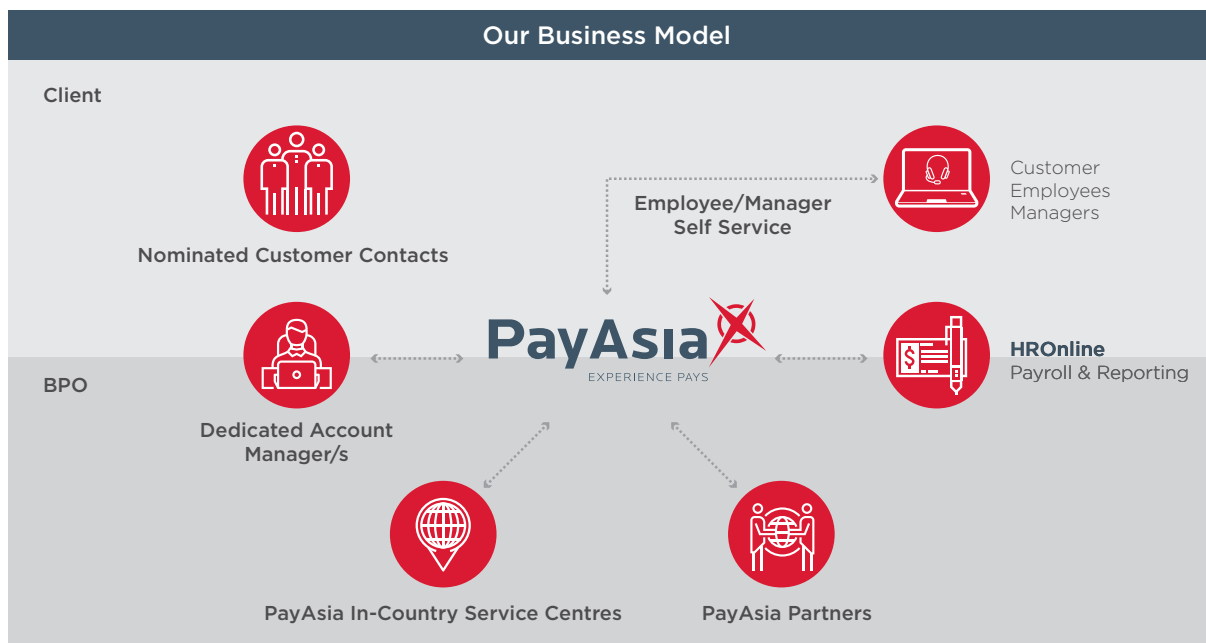 Our Business Model
Client
Customer
Employees
Managers
Employee/Manager
Self Service
Nominated Customer Contacts
PayAsia
EXPERIENCE PAYS
$
HROnline
Payroll & Reporting
BPO
Dedicated Account
Manager/s
PayAsia In-Country Service Centres
PayAsia Partners